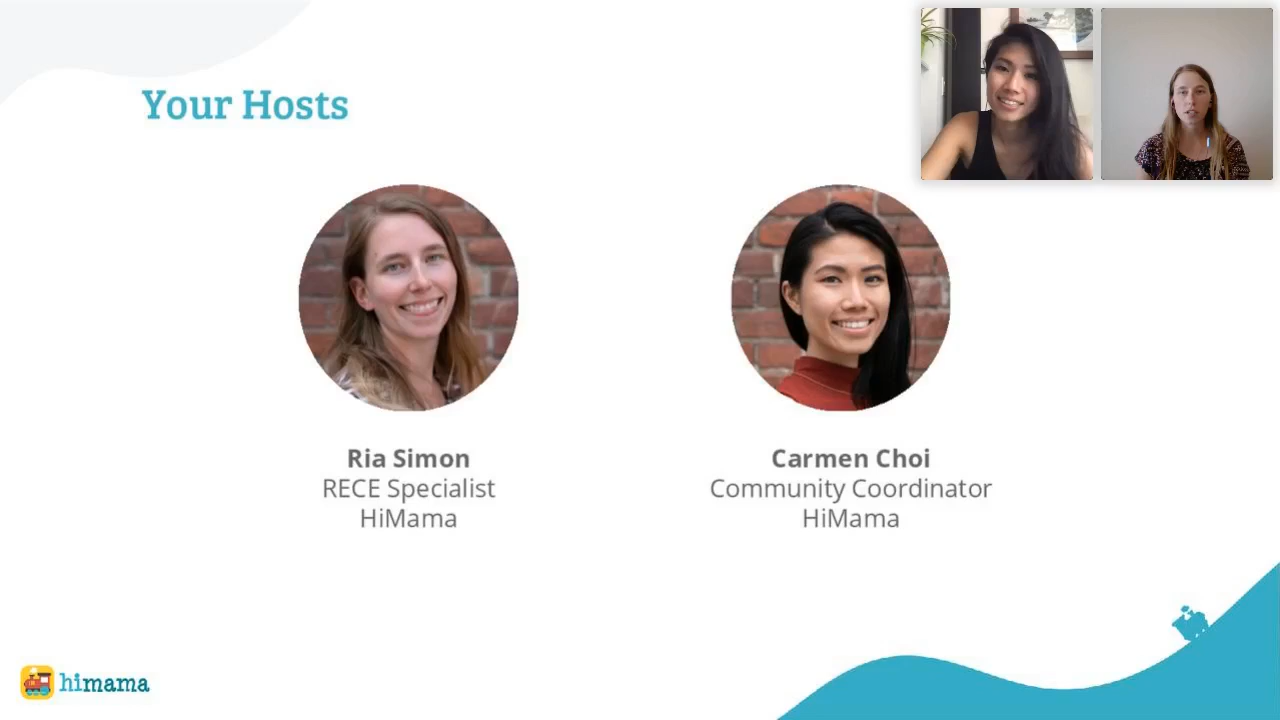 Your Hosts
Ria Simon
RECE Specialist
HiMama
Carmen Choi
Community Coordinator
HiMama
himama